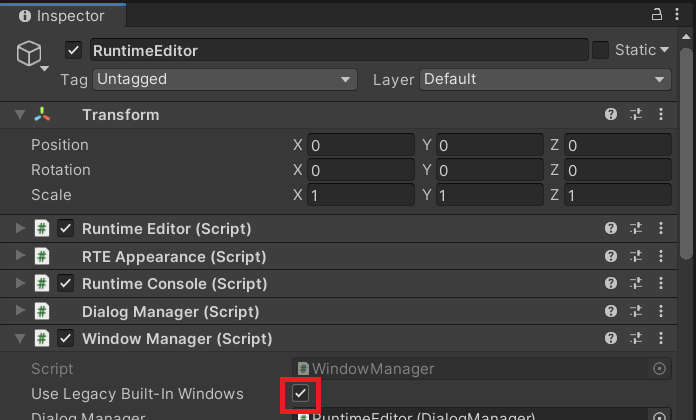 Inspector
RuntimeEditor
Static
Tag Untagged Layer Default
Transform
Position X 0 Y 0 Z 0
Rotation X 0 Y 0 Z 0
Scale X 1 Y 1 Z 1
Runtime Editor (Script)
RTE Appearance (Script)
Runtime Console (Script)
Dialog Manager (Script)
Window Manager (Script)
Script WindowManager
Use Legacy Built-In Windows
Dialog Manager RuntimeEditor (DialogManager)